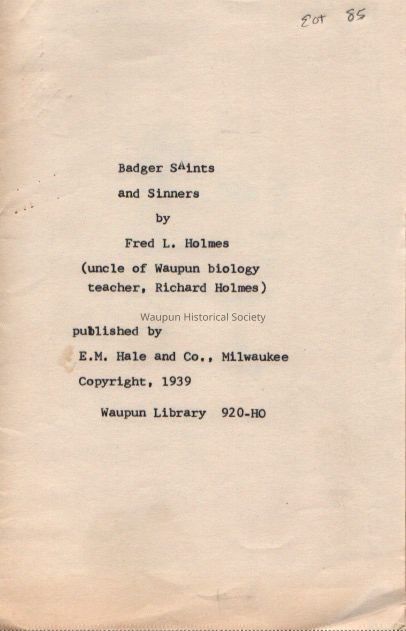 85
Badger Saints
and Sinners
by
Fred L. Holmes
(uncle of Waupun biology
teacher, Richard Holmes)
Waupun Historical Society
published by
E.M. Hale and Co., Milwaukee
Copyright, 1939
Waupun Library 920-HO